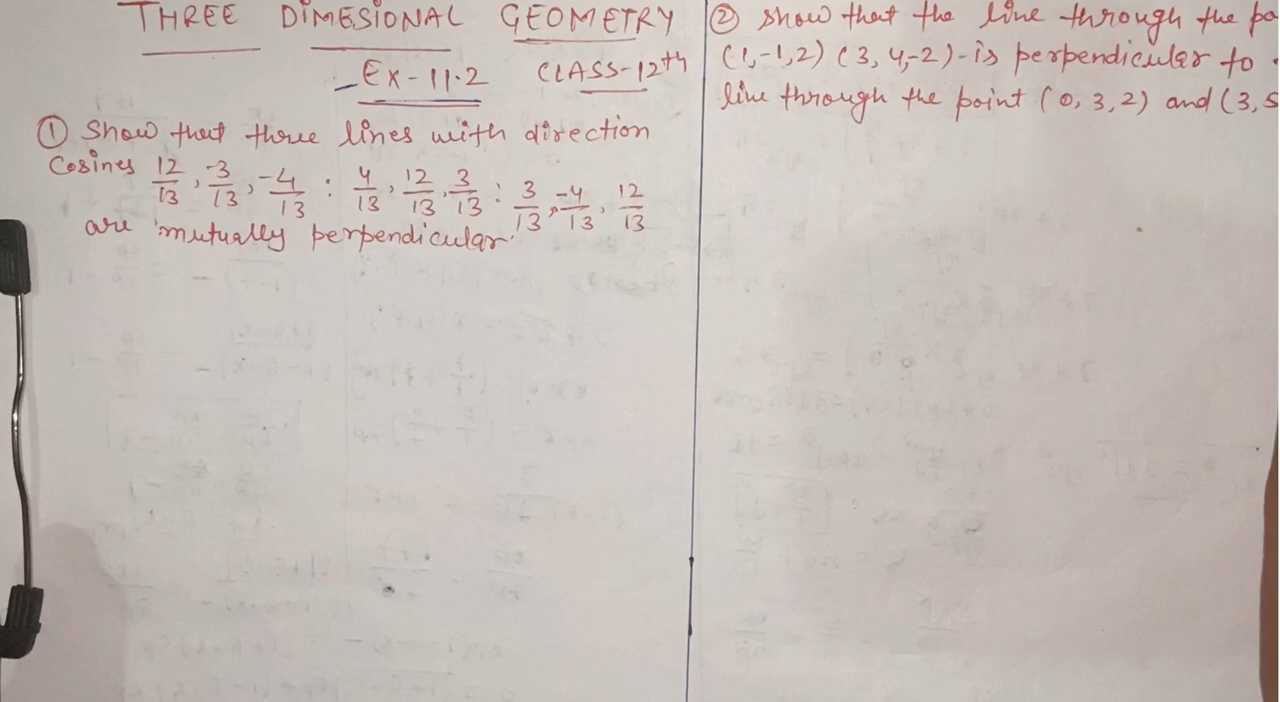 THREE DIMESIONAL GEOMETRY
Ex-11.2 CLASS-12th
① Show that three lines with direction
Cosines 12/13, -3/13, -4/13 : 4/13, 12/13, 3/13 : 3/13, -4/13, 12/13
are mutually perpendicular.
② show that the line through the po
(1,-1,2) (3, 4,-2)-is perpendicular to
line through the point (0, 3, 2) and (3, 5